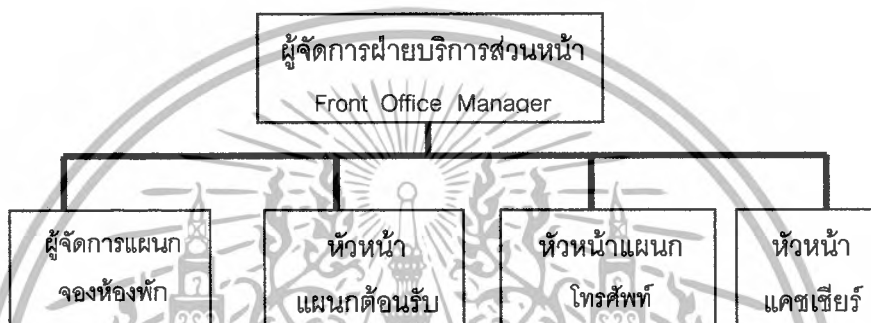 ผู้จัดการฝ่ายบริการส่วนหน้า
Front Office Manager
ผู้จัดการแผนก
จองห้องพัก
หัวหน้า
แผนกต้อนรับ
หัวหน้าแผนก
โทรศัพท์
หัวหน้า
แคชเชียร์